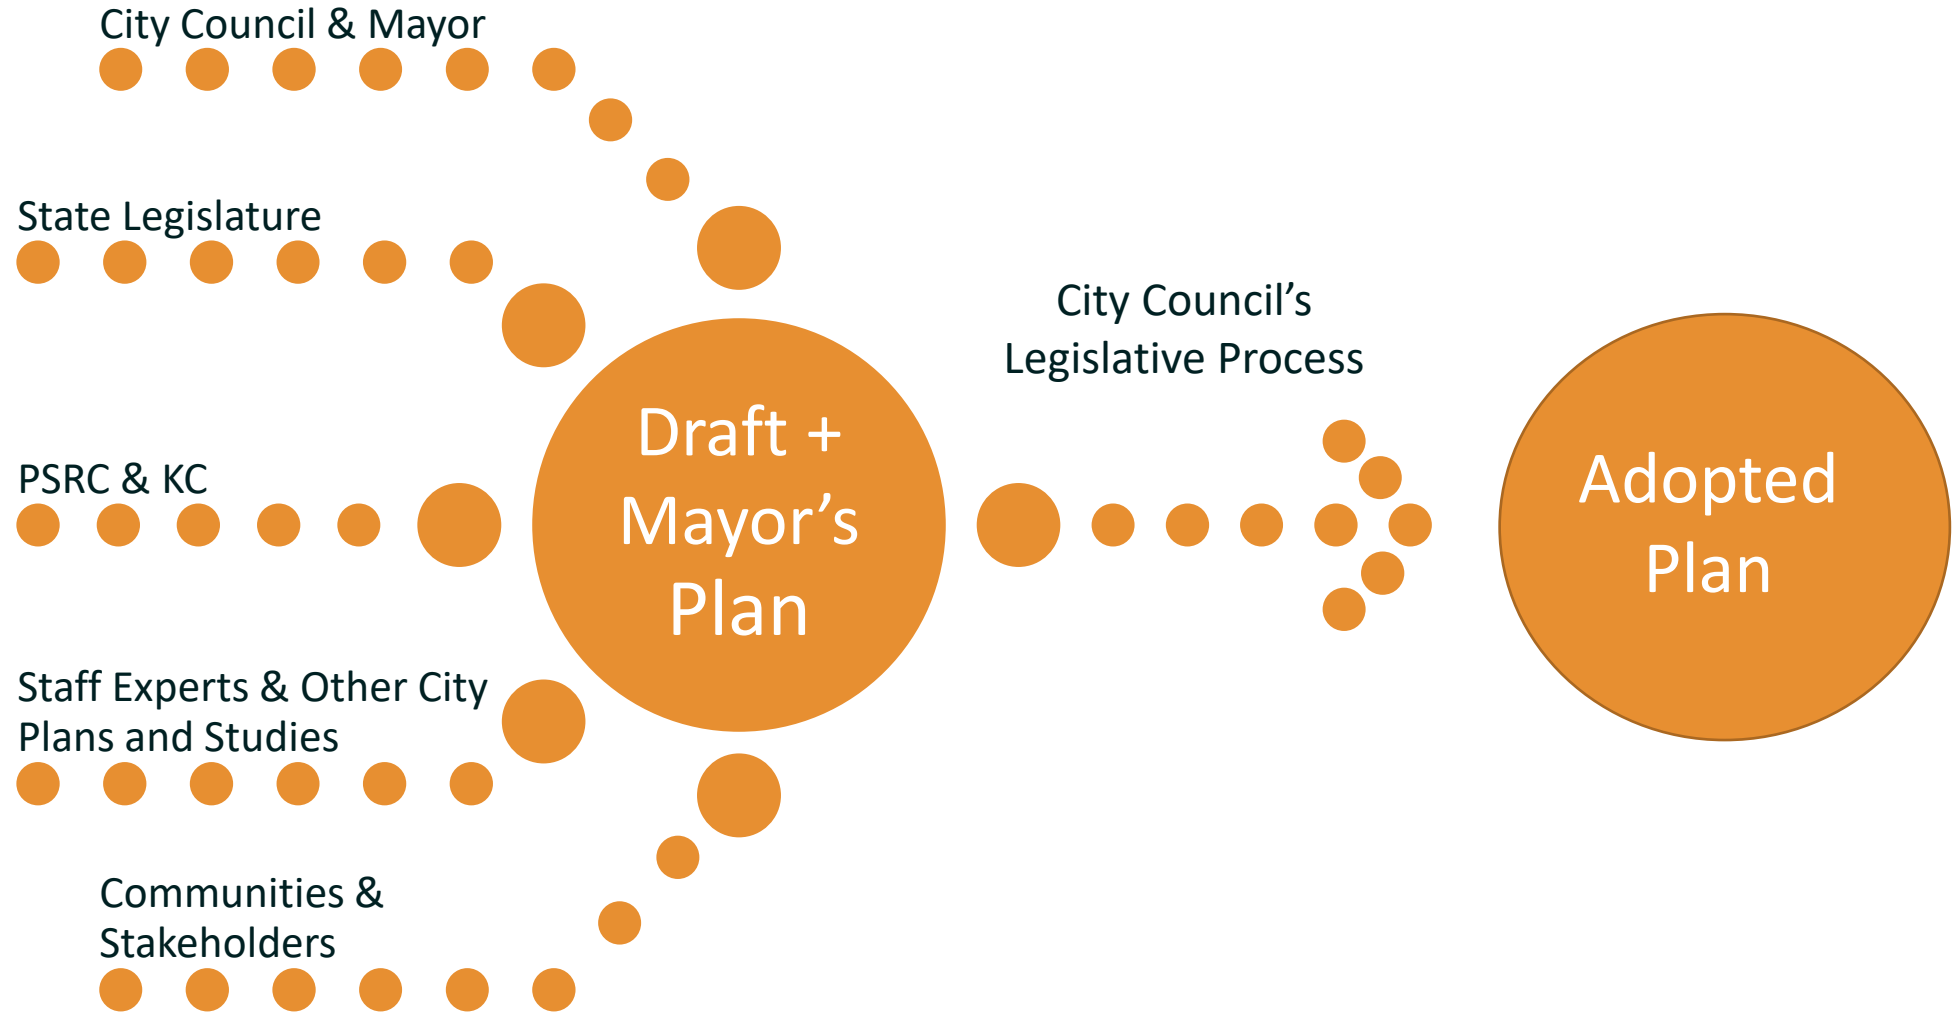 City Council & Mayor
State Legislature
PSRC & KC
Staff Experts & Other City
Plans and Studies
Communities &
Stakeholders
Draft +
Mayor’s
Plan
City Council’s
Legislative Process
Adopted
Plan